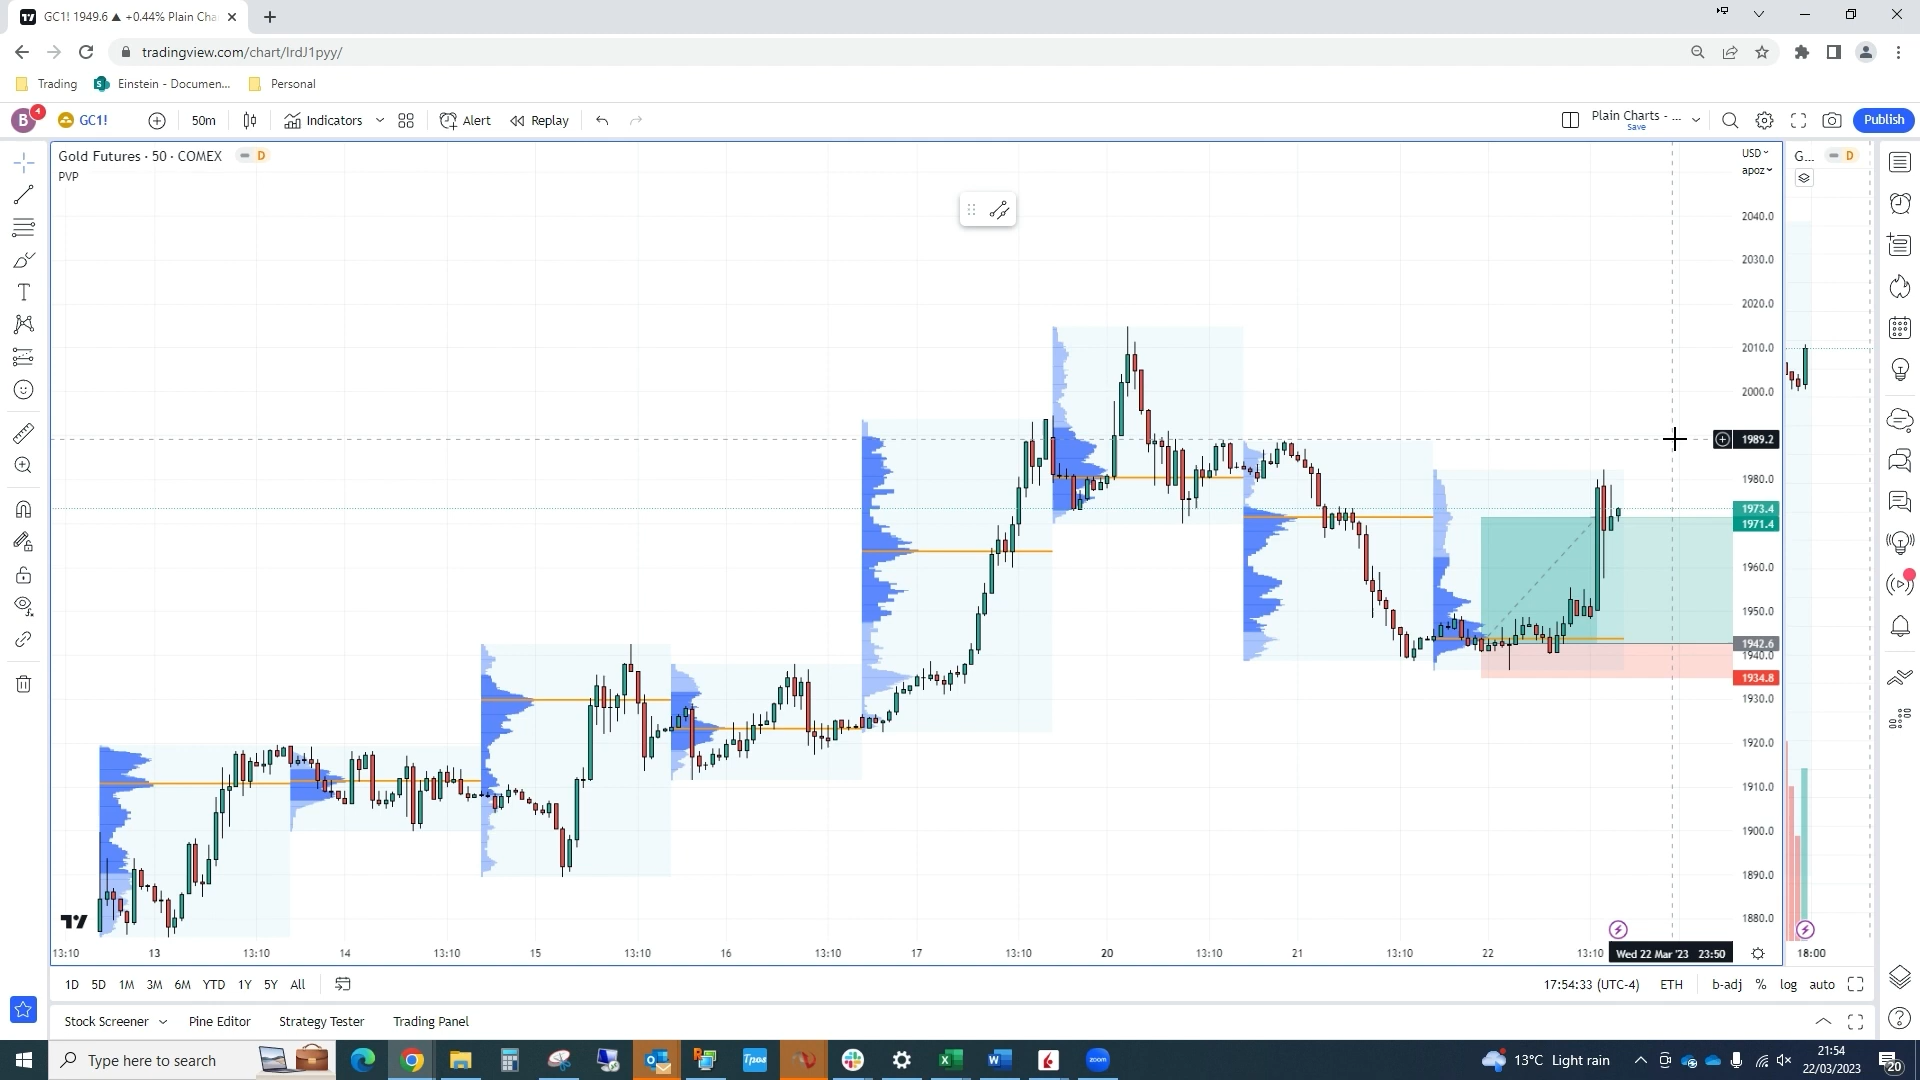 GC1! 1949.6 ▲ +0.44% Plain Cha
tradingview.com/chart/IrdJ1pyy/
Trading
Einstein - Documen...
Personal
B
4
GC1!
50m
Indicators
Alert
Replay
Plain Charts - ...
Save
Publish
Gold Futures · 50 · COMEX
D
PVP
USD
apoz
G...
D
T
2040.0
2030.0
2020.0
2010.0
2000.0
1989.2
1980.0
1973.4
1971.4
1960.0
1950.0
1942.6
1940.0
1934.8
1930.0
1920.0
1910.0
1900.0
1890.0
1880.0
13:10 13 13:10 14 13:10 15 13:10 16 13:10 17 13:10 20 13:10 21 13:10 22 13:10
Wed 22 Mar '23 23:50
18:00
1D 5D 1M 3M 6M YTD 1Y 5Y All
17:54:33 (UTC-4) ETH b-adj % log auto
Stock Screener Pine Editor Strategy Tester Trading Panel
Type here to search
Tpos
zoom
13°C Light rain
21:54
22/03/2023
20